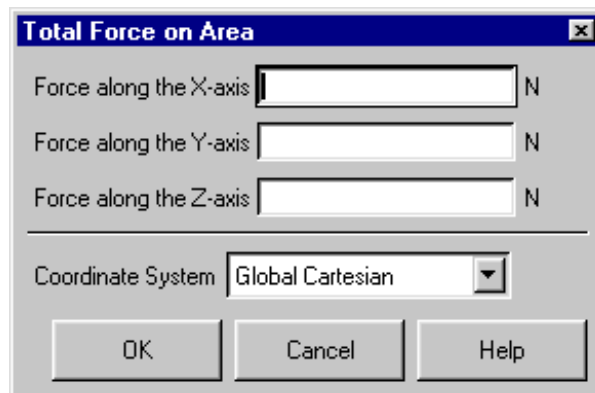 Total Force on Area
Force along the X-axis N
Force along the Y-axis N
Force along the Z-axis N
Coordinate System Global Cartesian
OK Cancel Help